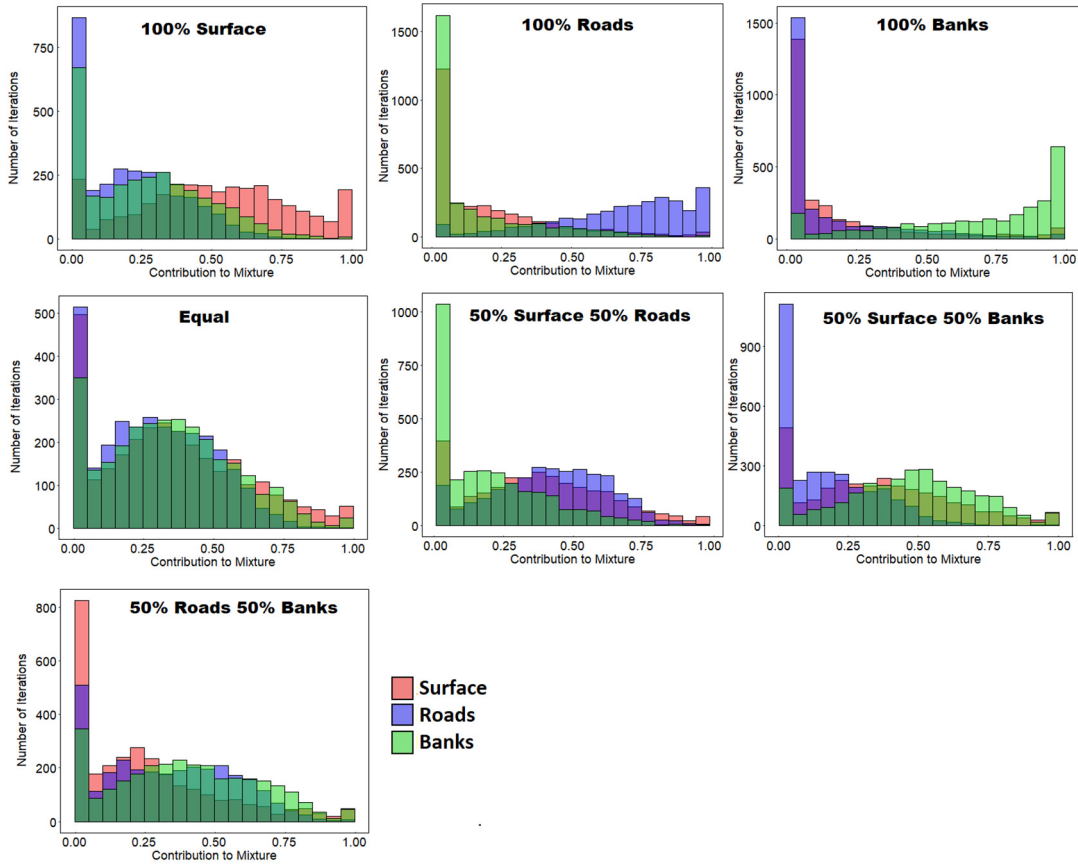 100% Surface
Number of Iterations
750
500
250
0
0.00 0.25 0.50 0.75 1.00
Contribution to Mixture
100% Roads
Number of Iterations
1500
1000
500
0
0.00 0.25 0.50 0.75 1.00
Contribution to Mixture
100% Banks
Number of Iterations
1500
1000
500
0
0.00 0.25 0.50 0.75 1.00
Contribution to Mixture
Equal
Number of Iterations
500
400
300
200
100
0
0.00 0.25 0.50 0.75 1.00
Contribution to Mixture
50% Surface 50% Roads
Number of Iterations
1000
750
500
250
0
0.00 0.25 0.50 0.75 1.00
Contribution to Mixture
50% Surface 50% Banks
Number of Iterations
900
600
300
0
0.00 0.25 0.50 0.75 1.00
Contribution to Mixture
50% Roads 50% Banks
Number of Iterations
800
600
400
200
0
0.00 0.25 0.50 0.75 1.00
Contribution to Mixture
Surface
Roads
Banks